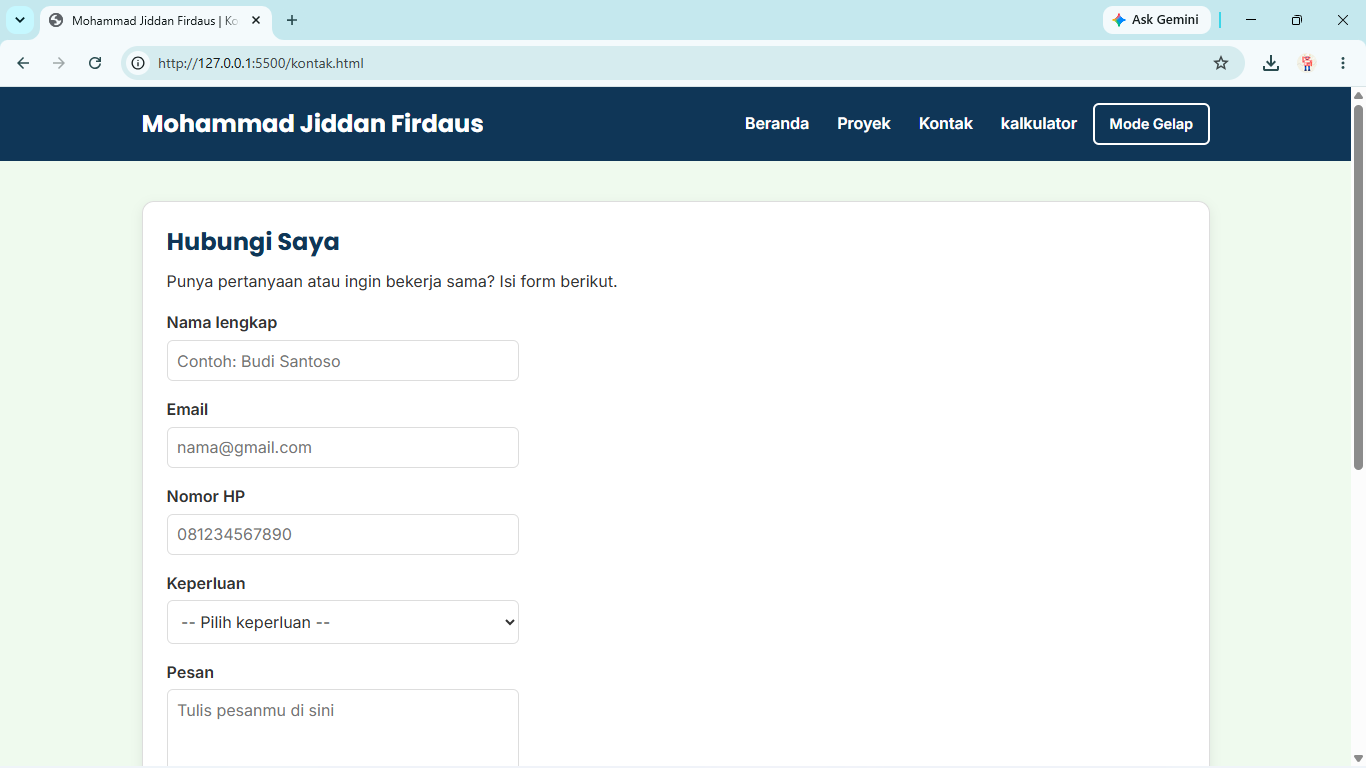 Mohammad Jiddan Firdaus | Ko
Ask Gemini
http://127.0.0.1:5500/kontak.html
Mohammad Jiddan Firdaus
Beranda Proyek Kontak kalkulator Mode Gelap
Hubungi Saya
Punya pertanyaan atau ingin bekerja sama? Isi form berikut.
Nama lengkap
Contoh: Budi Santoso
Email
nama@gmail.com
Nomor HP
081234567890
Keperluan
-- Pilih keperluan --
Pesan
Tulis pesanmu di sini